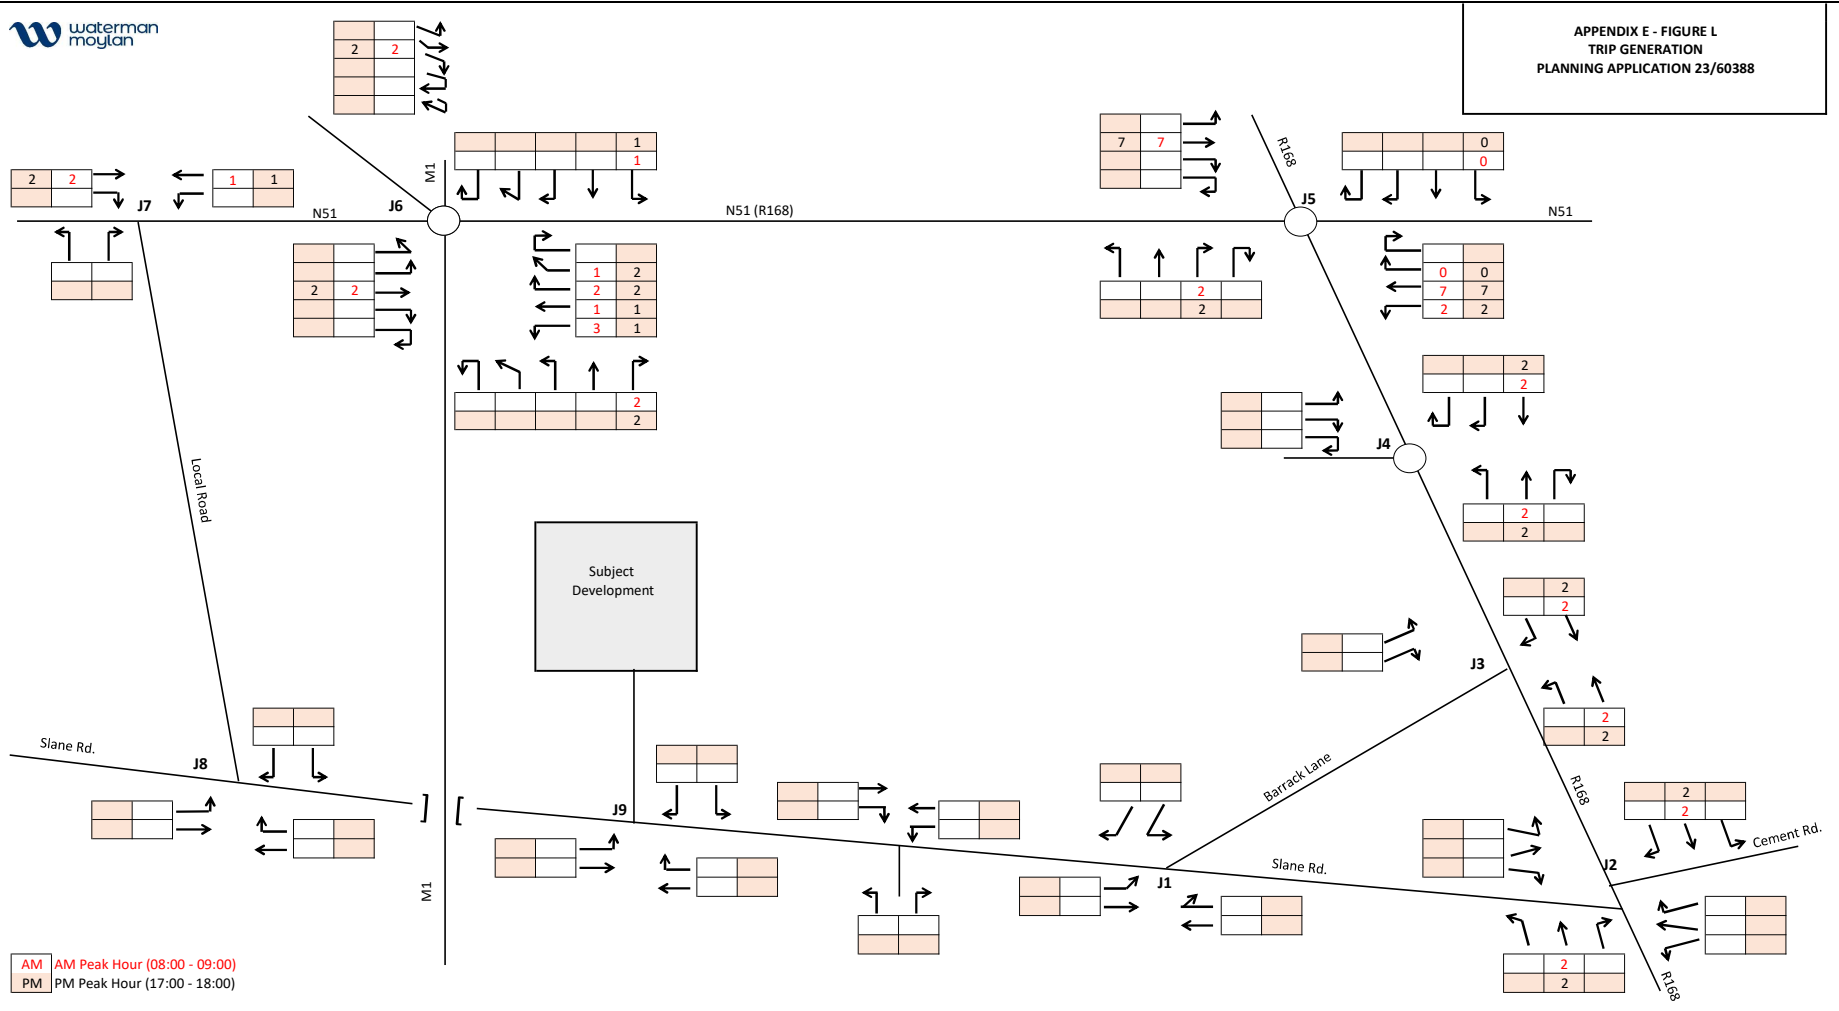 waterman
moylan
APPENDIX E - FIGURE L
TRIP GENERATION
PLANNING APPLICATION 23/60388
2 2
1
1
7 7
0
0
2 2
1 1
J7
N51
J6
M1
N51 (R168)
R168
J5
N51
2 2
1 2
2 2
1 1
3 1
2
2
2
2
0 0
7 7
2 2
2
2
J4
2
2
Local Road
Subject
Development
2
2
J3
2
2
Slane Rd.
J8
]
[
J9
M1
Barrack Lane
J1
Slane Rd.
R168
2
2
Cement Rd.
J2
2
2
R168
AM AM Peak Hour (08:00 - 09:00)
PM PM Peak Hour (17:00 - 18:00)